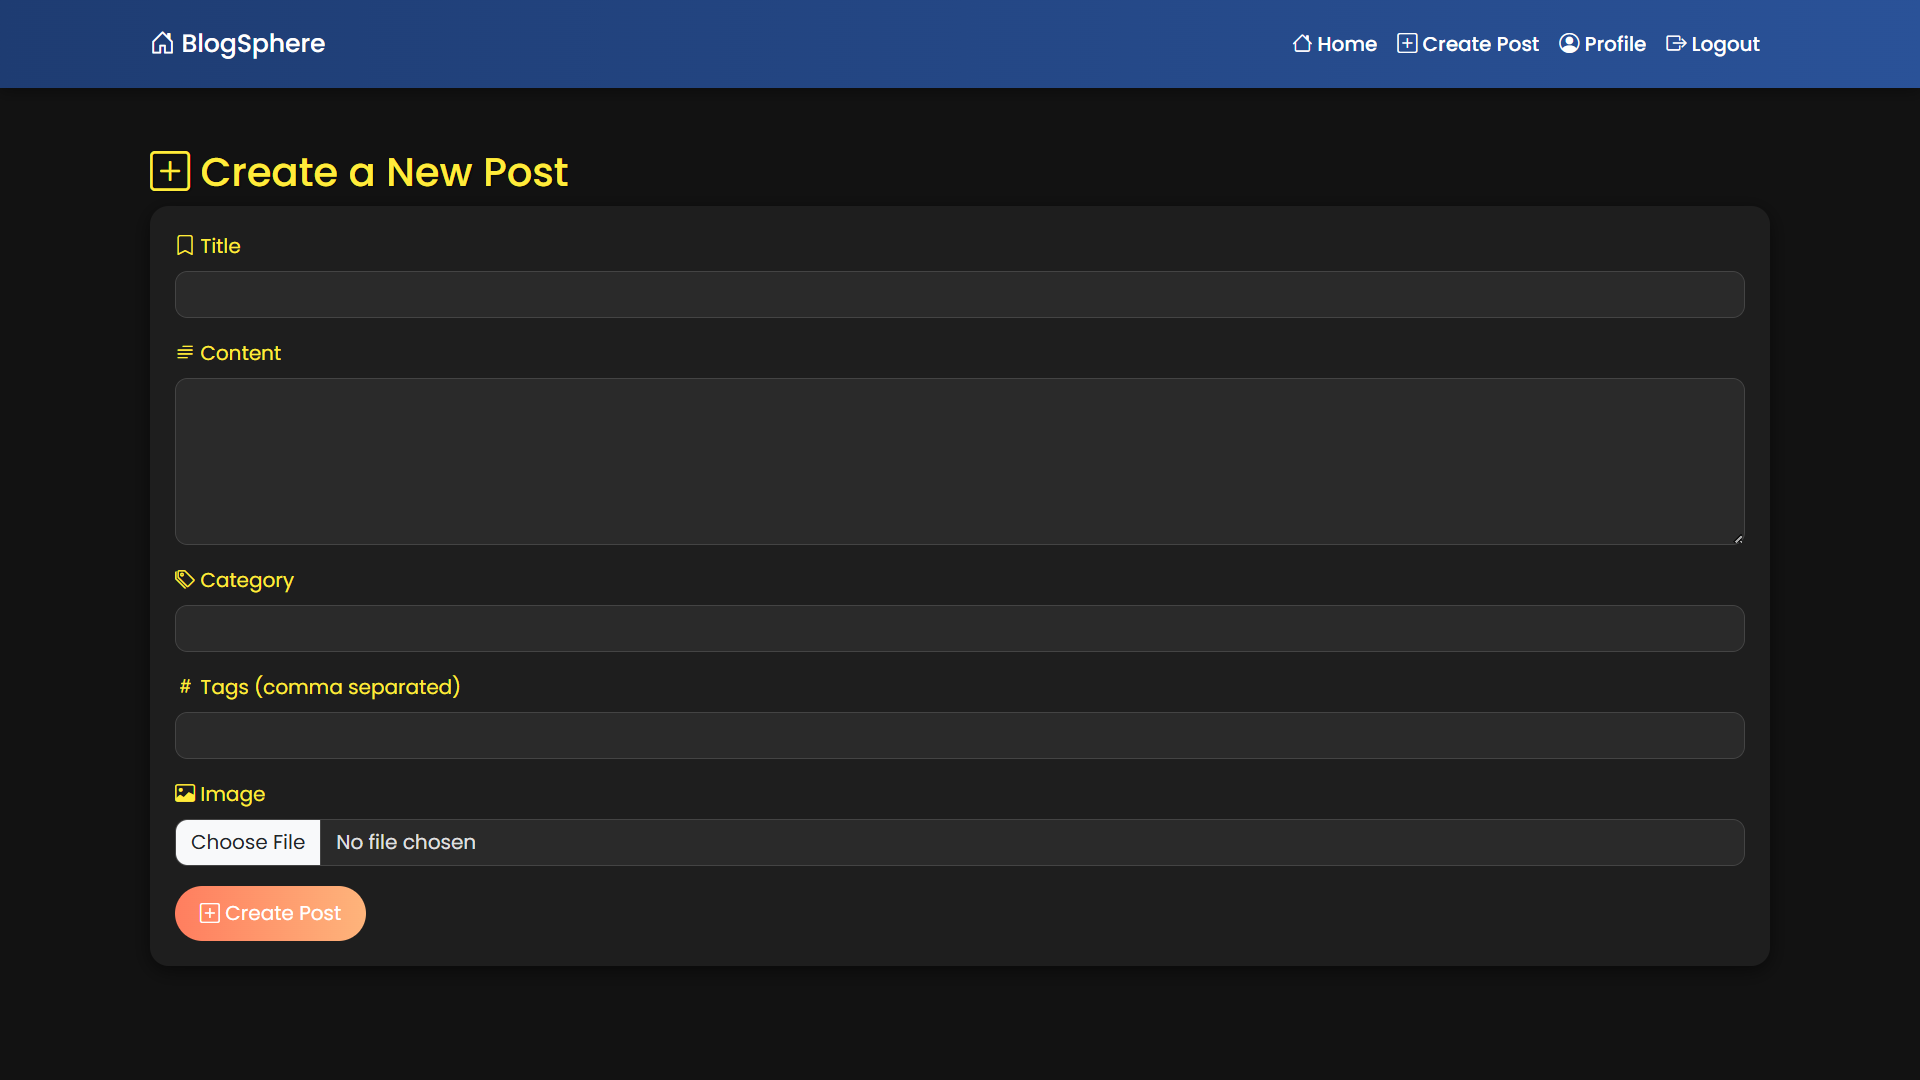 BlogSphere
Home Create Post Profile Logout
Create a New Post
Title
Content
Category
# Tags (comma separated)
Image
Choose File No file chosen
Create Post